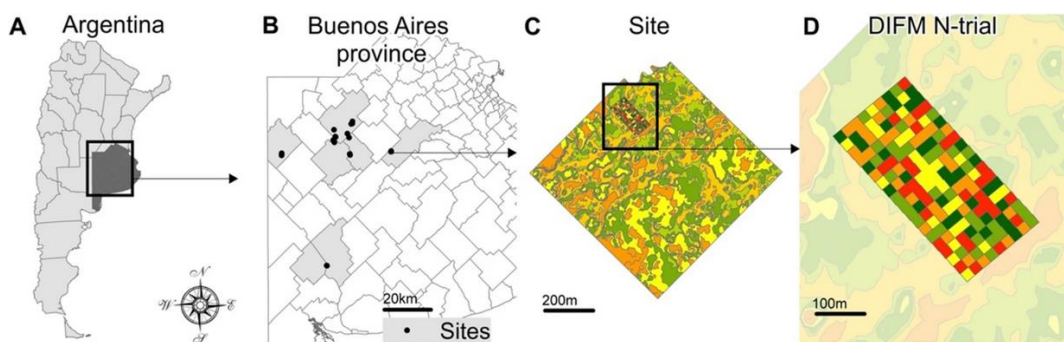 A Argentina
B Buenos Aires
province
C Site
D DIFM N-trial
N
W E
S
20km
Sites
200m
100m